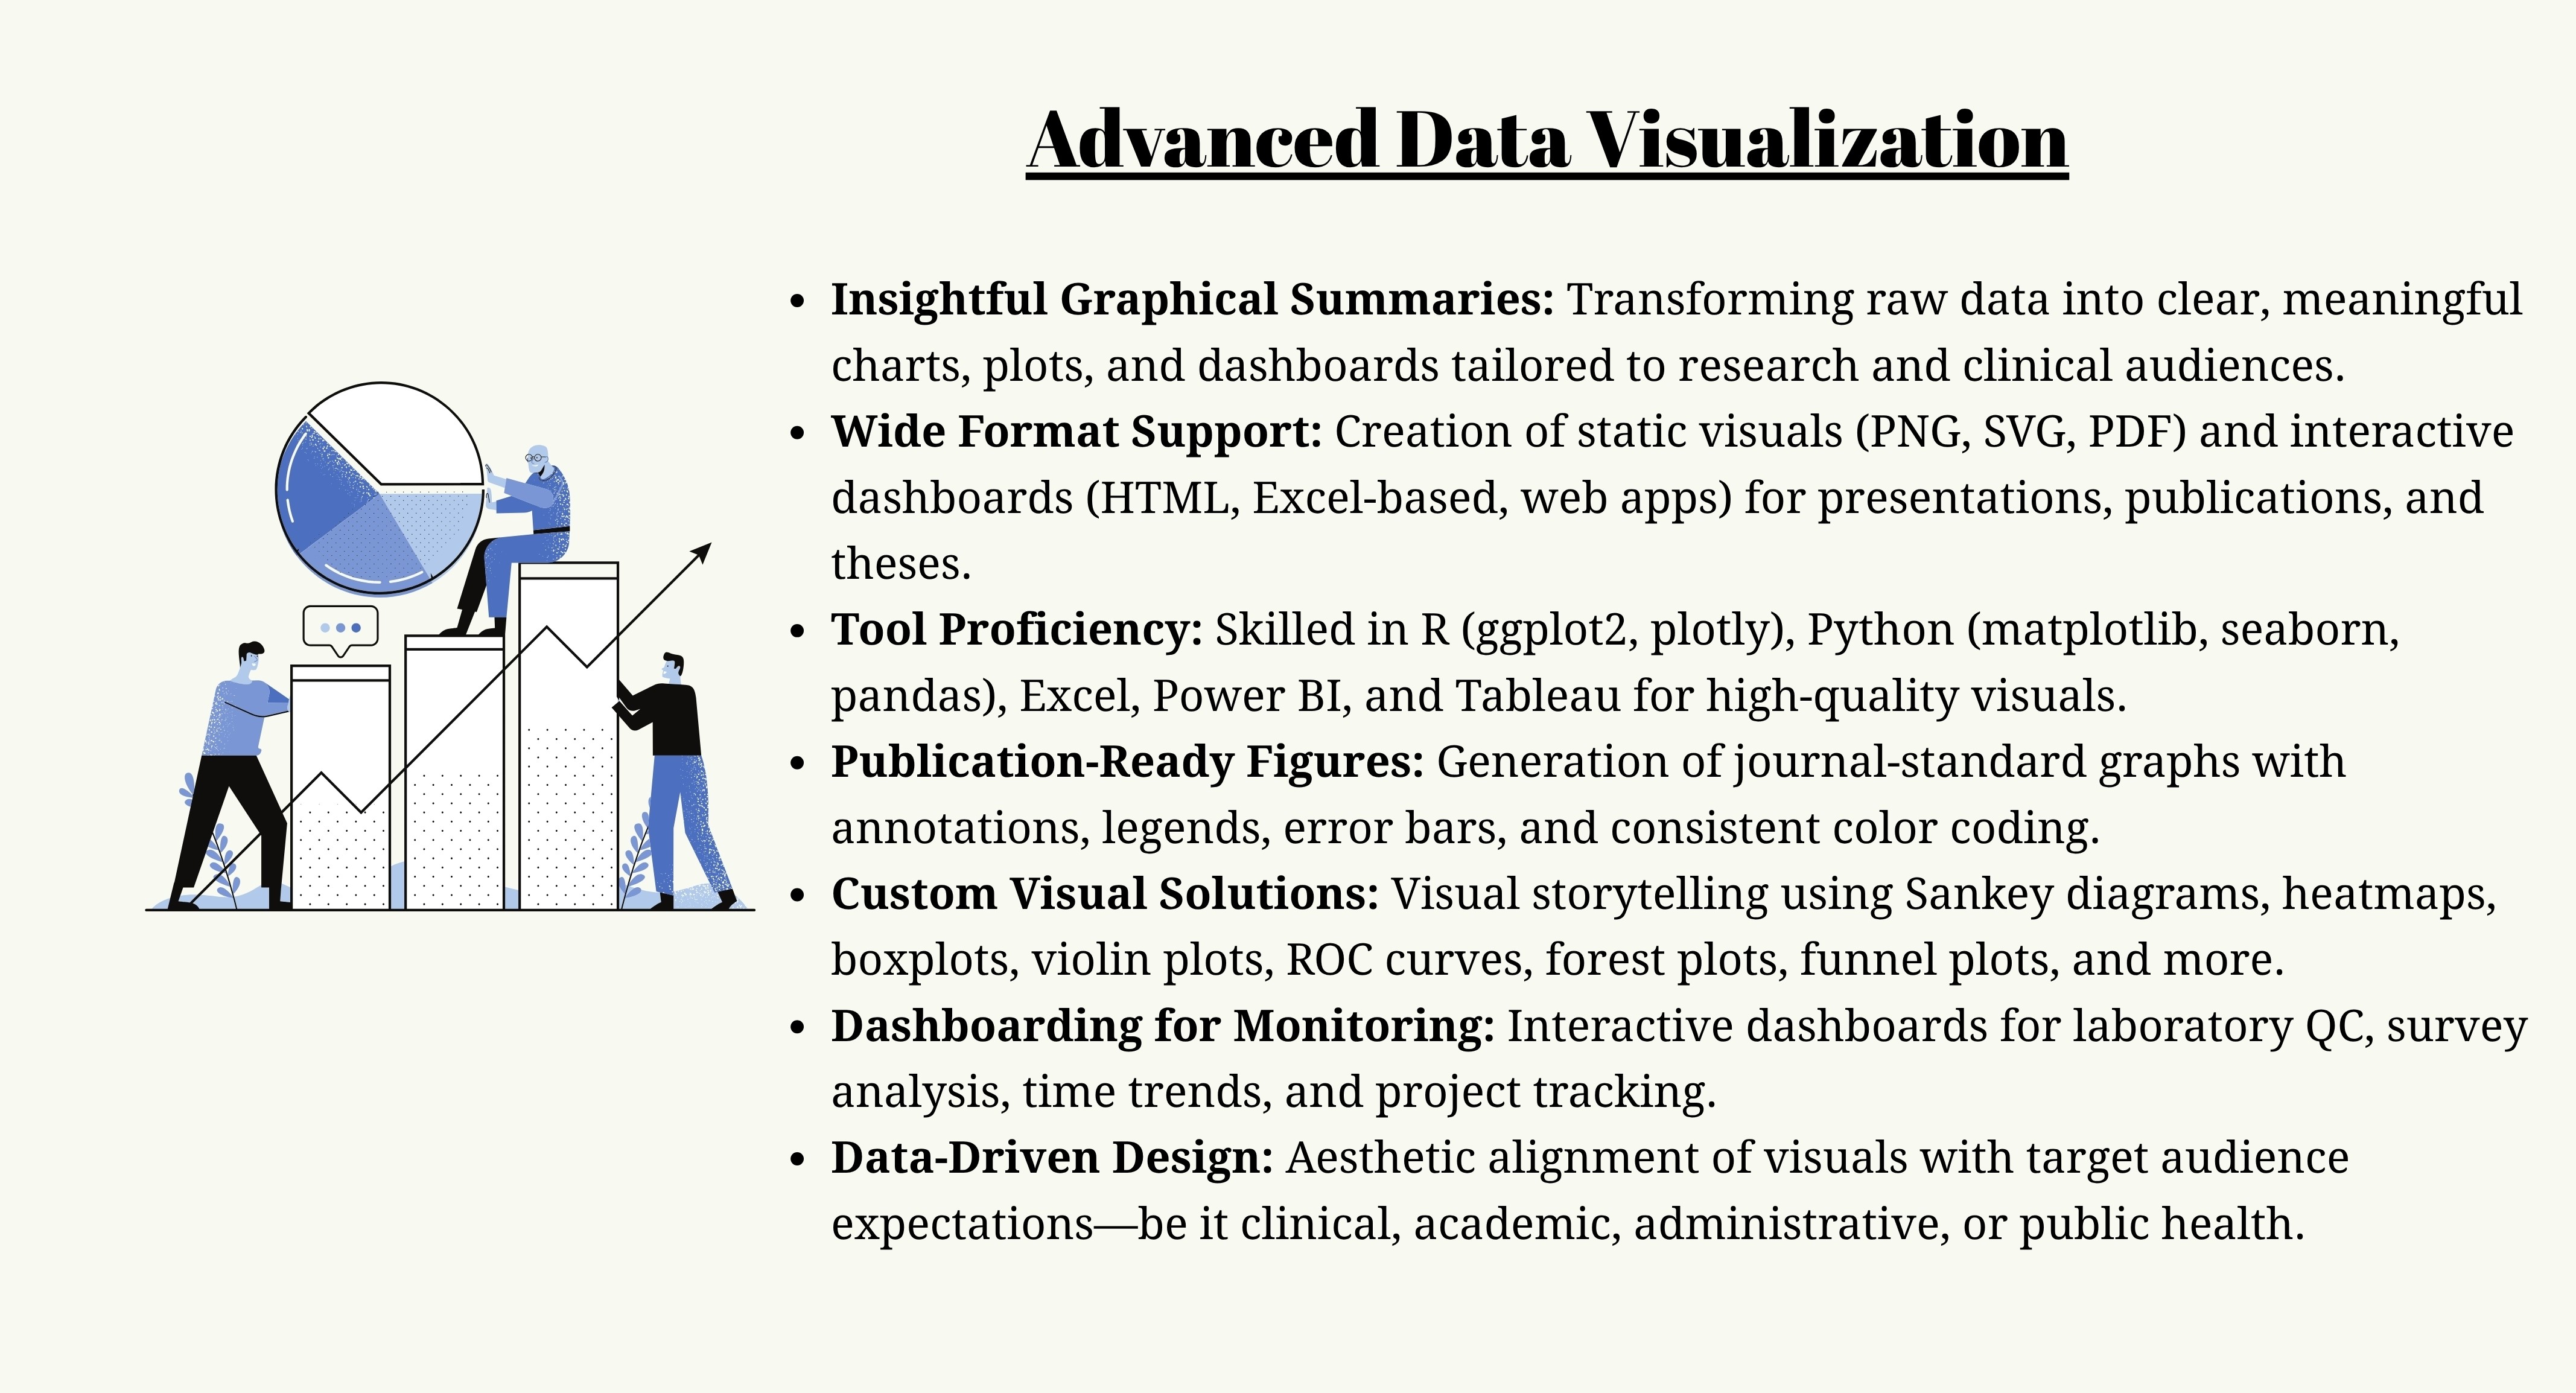 Advanced Data Visualization
• Insightful Graphical Summaries: Transforming raw data into clear, meaningful
charts, plots, and dashboards tailored to research and clinical audiences.
• Wide Format Support: Creation of static visuals (PNG, SVG, PDF) and interactive
dashboards (HTML, Excel-based, web apps) for presentations, publications, and
theses.
• Tool Proficiency: Skilled in R (ggplot2, plotly), Python (matplotlib, seaborn,
pandas), Excel, Power BI, and Tableau for high-quality visuals.
• Publication-Ready Figures: Generation of journal-standard graphs with
annotations, legends, error bars, and consistent color coding.
• Custom Visual Solutions: Visual storytelling using Sankey diagrams, heatmaps,
boxplots, violin plots, ROC curves, forest plots, funnel plots, and more.
• Dashboarding for Monitoring: Interactive dashboards for laboratory QC, survey
analysis, time trends, and project tracking.
• Data-Driven Design: Aesthetic alignment of visuals with target audience
expectations—be it clinical, academic, administrative, or public health.